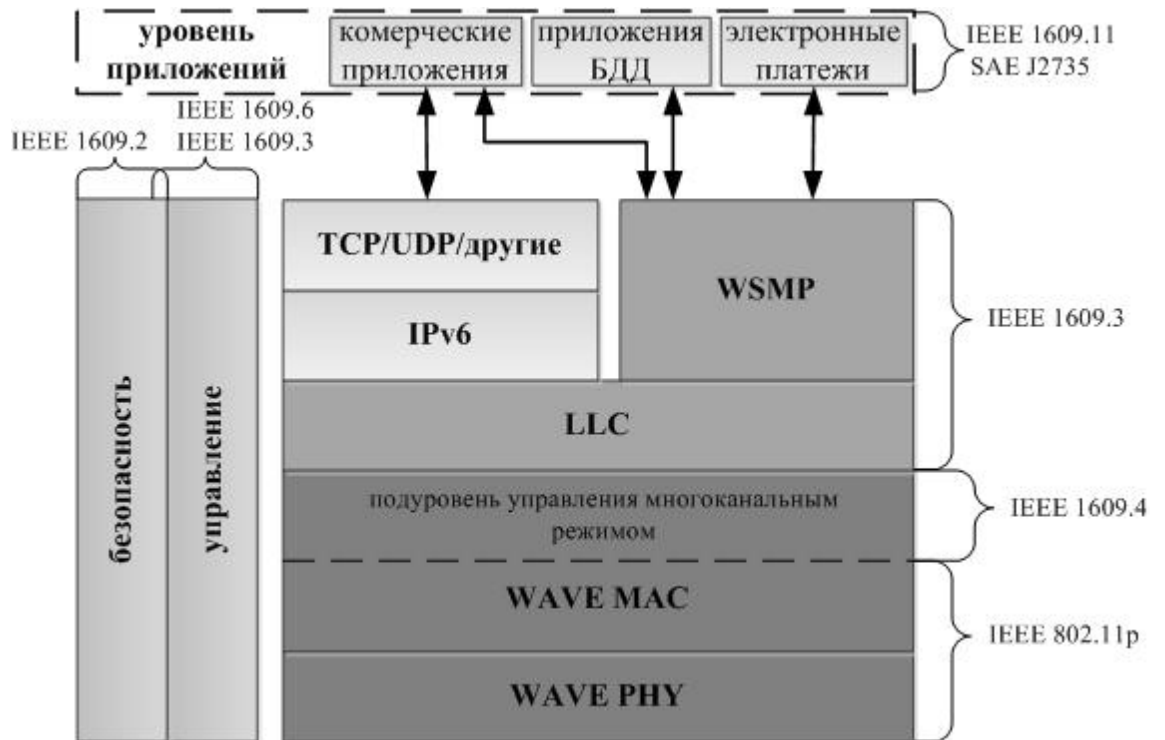 уровень
приложений
комерческие
приложения
приложения
БДД
электронные
платежи
IEEE 1609.11
SAE J2735
IEEE 1609.2
IEEE 1609.6
IEEE 1609.3
безопасность
управление
TCP/UDP/другие
IPv6
WSMP
LLC
IEEE 1609.3
подуровень управления многоканальным
режимом
IEEE 1609.4
WAVE MAC
WAVE PHY
IEEE 802.11p